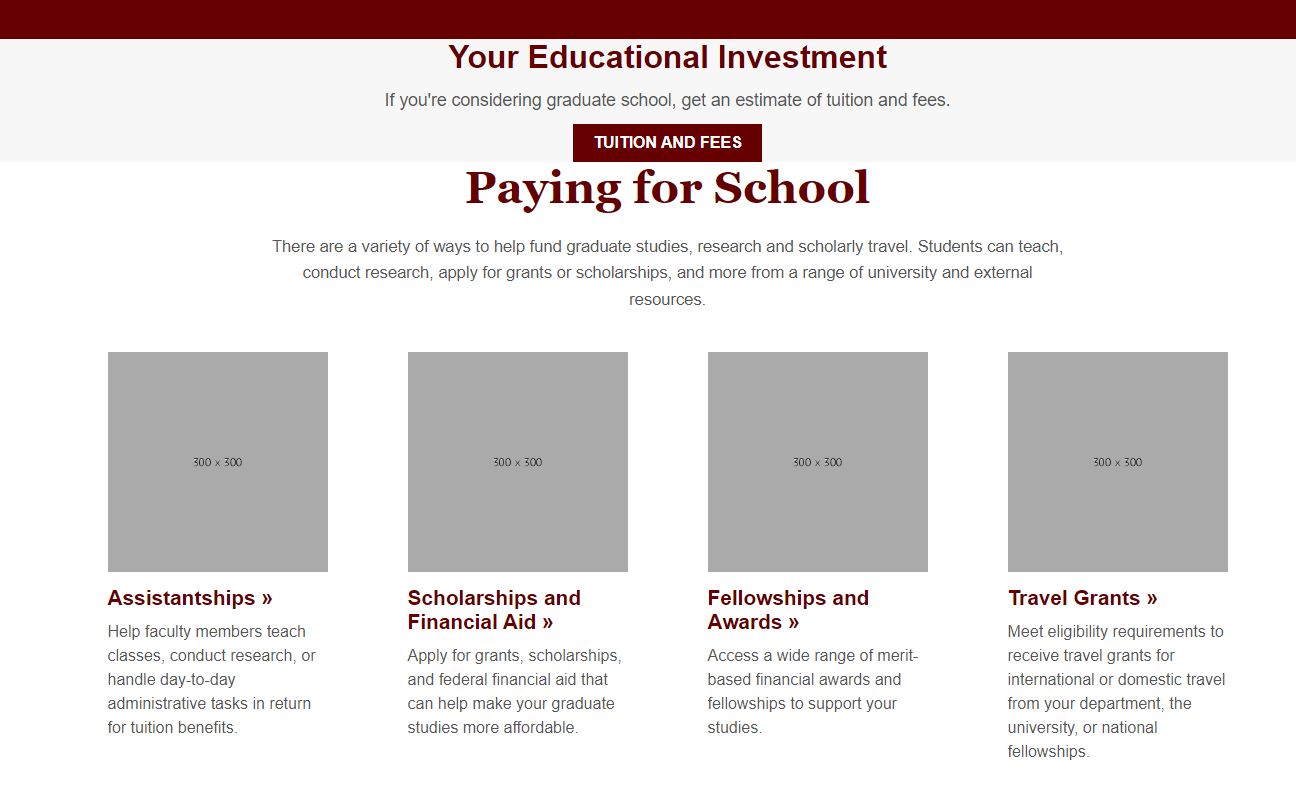 Your Educational Investment
If you're considering graduate school, get an estimate of tuition and fees.
TUITION AND FEES
Paying for School
There are a variety of ways to help fund graduate studies, research and scholarly travel. Students can teach,
conduct research, apply for grants or scholarships, and more from a range of university and external
resources.
300 × 300
300 × 300
300 × 300
300 × 300
Assistantships »
Help faculty members teach
classes, conduct research, or
handle day-to-day
administrative tasks in return
for tuition benefits.
Scholarships and
Financial Aid »
Apply for grants, scholarships,
and federal financial aid that
can help make your graduate
studies more affordable.
Fellowships and
Awards »
Access a wide range of merit-
based financial awards and
fellowships to support your
studies.
Travel Grants »
Meet eligibility requirements to
receive travel grants for
international or domestic travel
from your department, the
university, or national
fellowships.